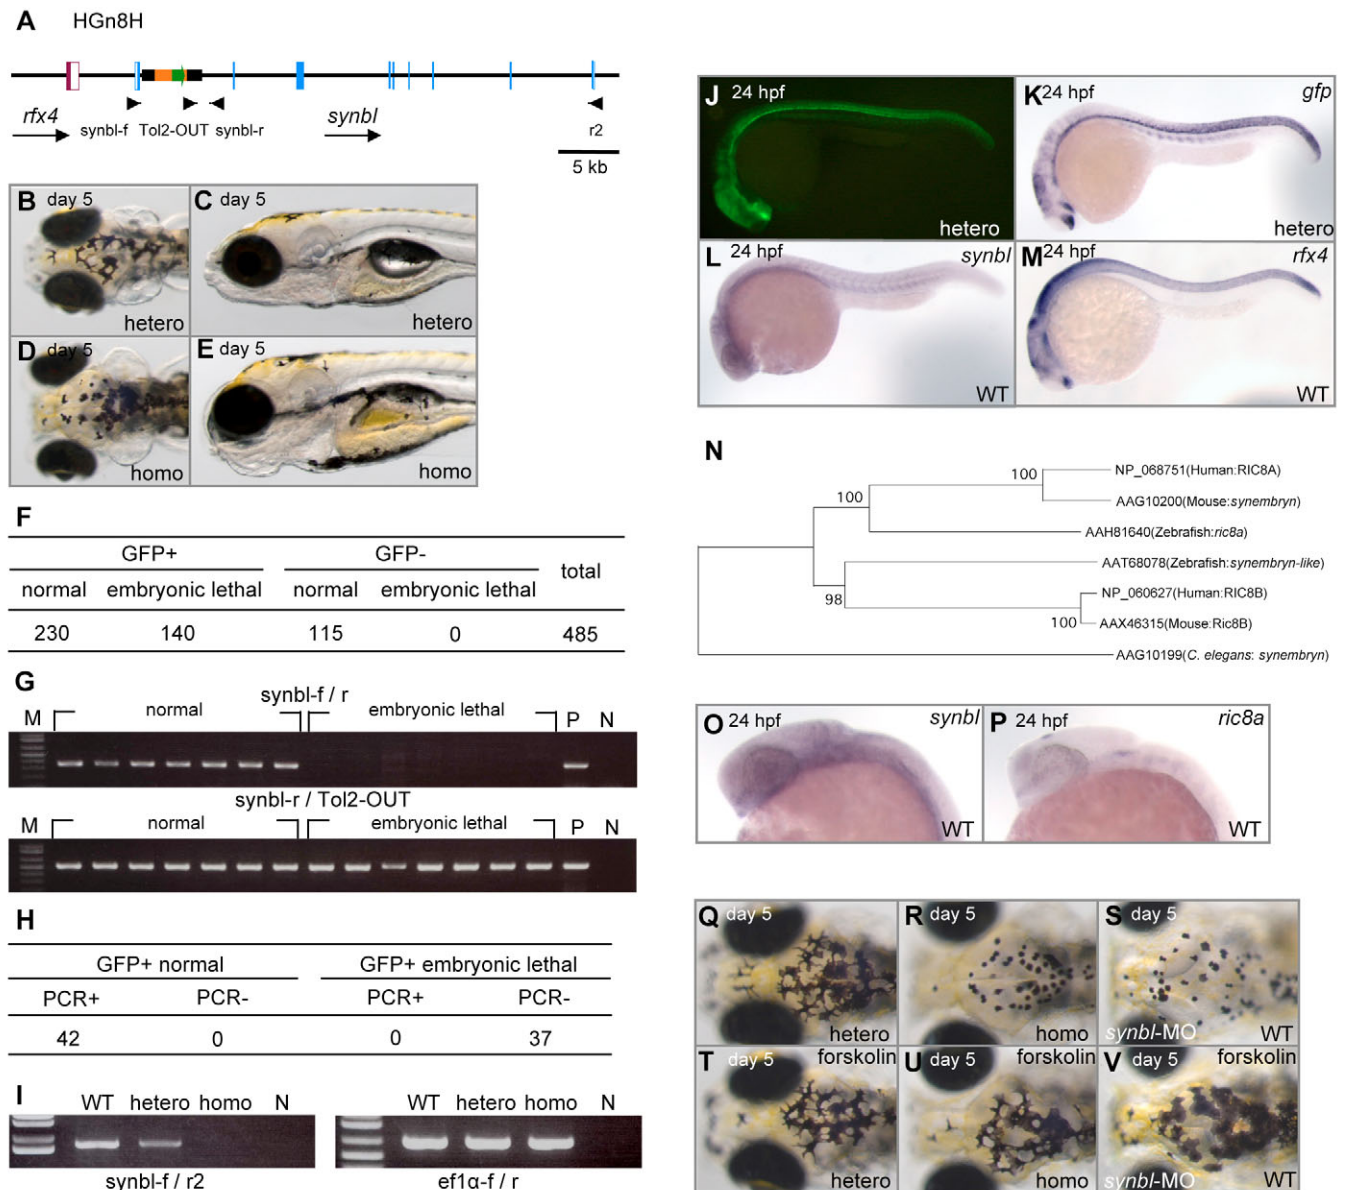 A HGn8H
rfx4 synbl-f Tol2-OUT synbl-r synbl r2
5 kb
B day 5 hetero
C day 5 hetero
D day 5 homo
E day 5 homo
F
GFP+ GFP- total
normal embryonic lethal normal embryonic lethal
230 140 115 0 485
G
synbl-f / r
M normal embryonic lethal P N
synbl-r / Tol2-OUT
M normal embryonic lethal P N
H
GFP+ normal GFP+ embryonic lethal
PCR+ PCR- PCR+ PCR-
42 0 0 37
I
WT hetero homo N WT hetero homo N
synbl-f / r2 ef1α-f / r
J 24 hpf hetero
K 24 hpf gfp hetero
L 24 hpf synbl WT
M 24 hpf rfx4 WT
N
100 NP_068751(Human:RIC8A)
100 AAG10200(Mouse:synembryn)
AAH81640(Zebrafish:ric8a)
AAT68078(Zebrafish:synembryn-like)
98 NP_060627(Human:RIC8B)
100 AAX46315(Mouse:Ric8B)
AAG10199(C. elegans: synembryn)
O 24 hpf synbl WT
P 24 hpf ric8a WT
Q day 5 hetero
R day 5 homo
S day 5 synbl-MO WT
T day 5 forskolin hetero
U day 5 forskolin homo
V day 5 forskolin synbl-MO WT